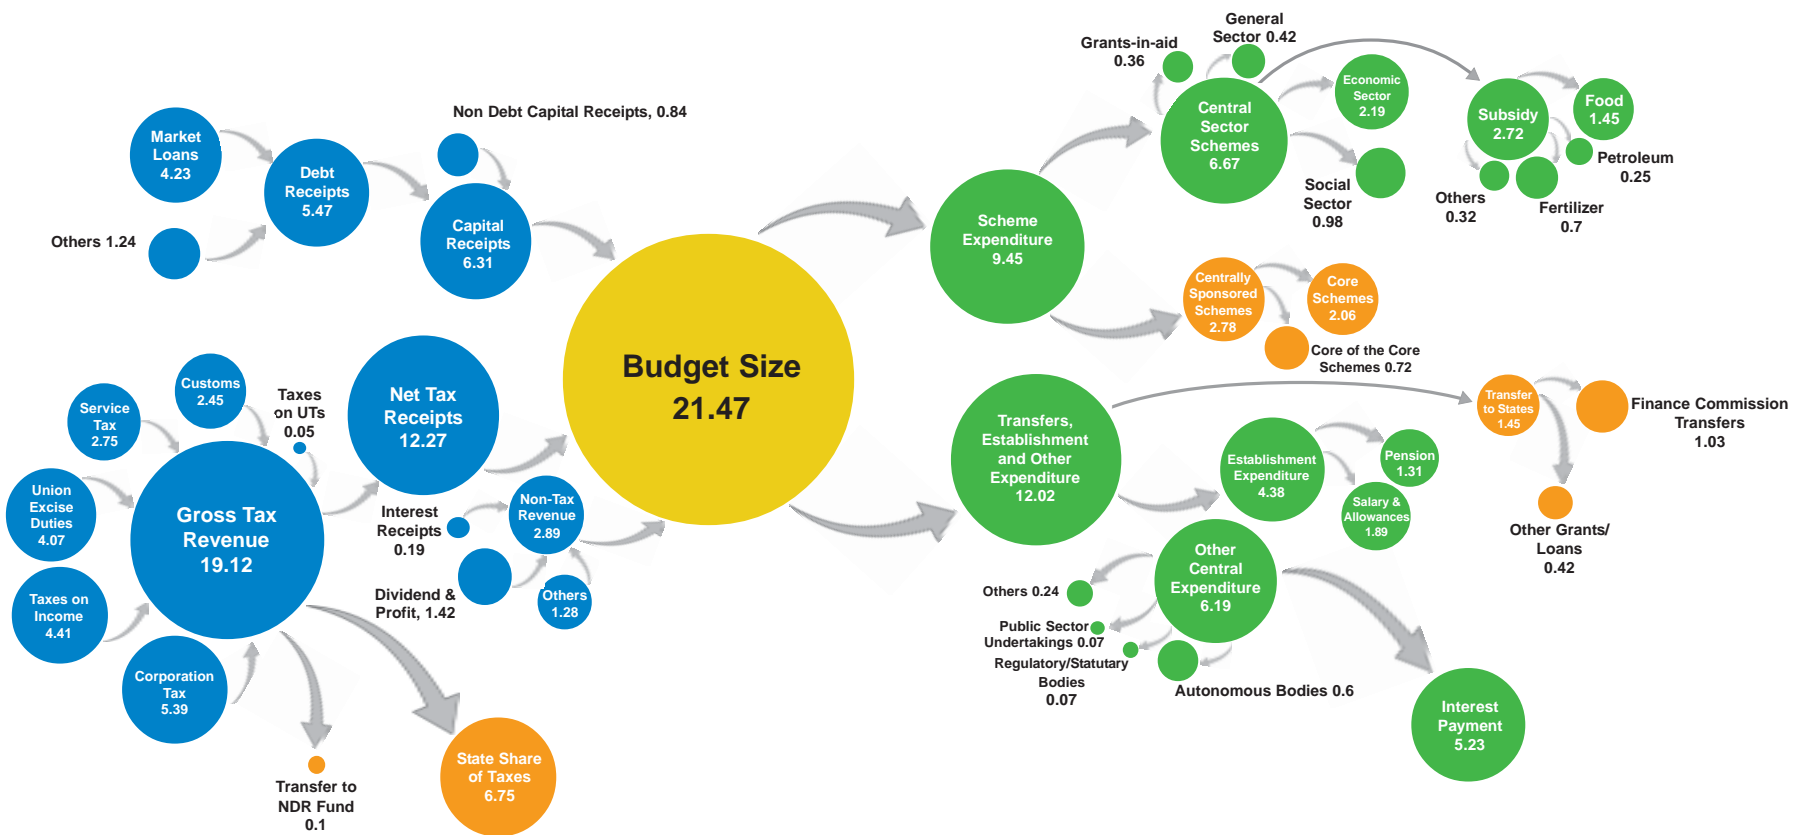 Market
Loans
4.23
Others 1.24
Debt
Receipts
5.47
Non Debt Capital Receipts, 0.84
Capital
Receipts
6.31
Customs
2.45
Service
Tax
2.75
Taxes
on UTs
0.05
Union
Excise
Duties
4.07
Taxes on
Income
4.41
Corporation
Tax
5.39
Gross Tax
Revenue
19.12
Transfer to
NDR Fund
0.1
State Share
of Taxes
6.75
Net Tax
Receipts
12.27
Interest
Receipts
0.19
Non-Tax
Revenue
2.89
Dividend &
Profit, 1.42
Others
1.28
Budget Size
21.47
Scheme
Expenditure
9.45
Grants-in-aid
0.36
General
Sector 0.42
Central
Sector
Schemes
6.67
Economic
Sector
2.19
Social
Sector
0.98
Subsidy
2.72
Food
1.45
Petroleum
0.25
Others
0.32
Fertilizer
0.7
Centrally
Sponsored
Schemes
2.78
Core
Schemes
2.06
Core of the Core
Schemes 0.72
Transfers,
Establishment
and Other
Expenditure
12.02
Transfer
to States
1.45
Finance Commission
Transfers
1.03
Other Grants/
Loans
0.42
Establishment
Expenditure
4.38
Pension
1.31
Salary &
Allowances
1.89
Other
Central
Expenditure
6.19
Others 0.24
Public Sector
Undertakings 0.07
Regulatory/Statutary
Bodies
0.07
Autonomous Bodies 0.6
Interest
Payment
5.23